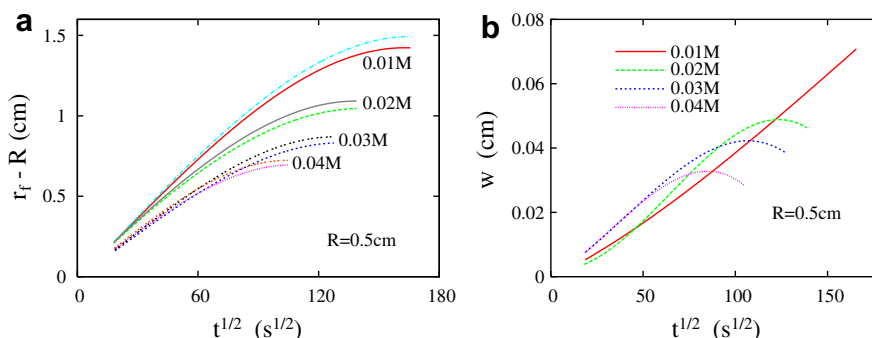 a
1.5
1
0.5
0
r_f - R (cm)
0.01M
0.02M
0.03M
0.04M
R=0.5cm
0
60
120
180
t^{1/2} (s^{1/2})
b
0.08
0.06
0.04
0.02
0
w (cm)
0.01M
0.02M
0.03M
0.04M
R=0.5cm
0
50
100
150
t^{1/2} (s^{1/2})